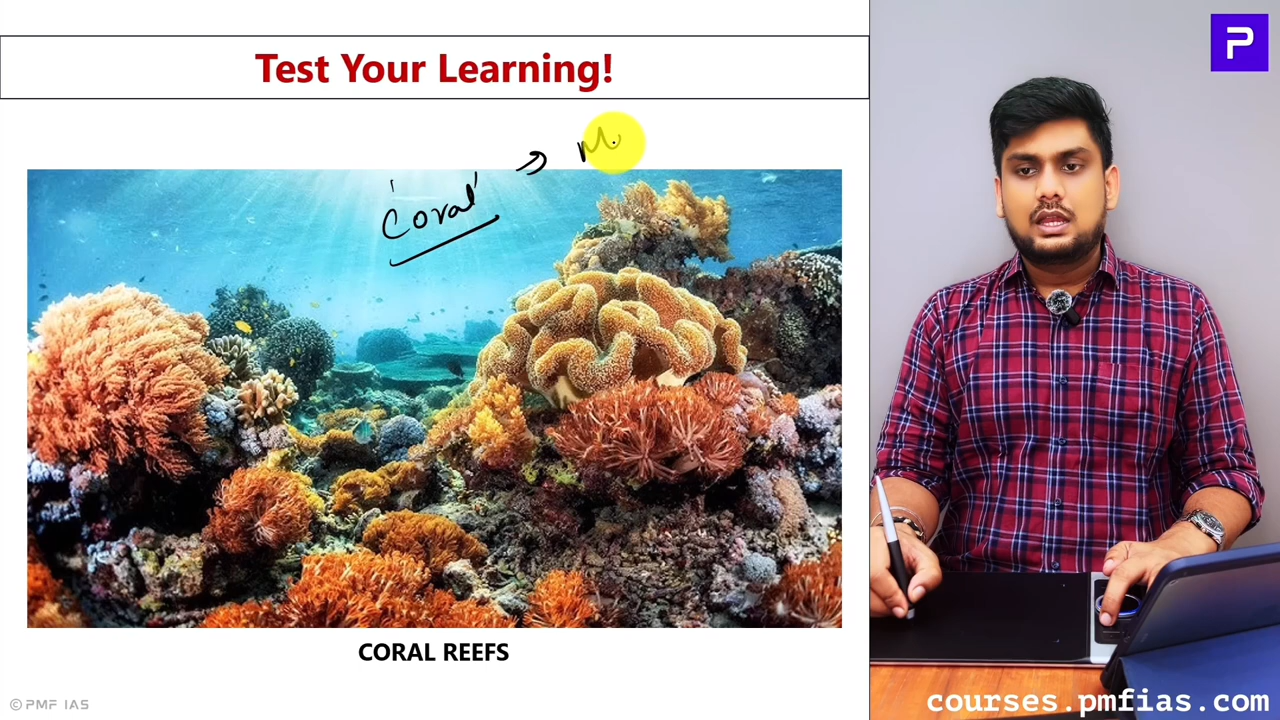 P
Test Your Learning!
'Coral' → M
CORAL REEFS
© PMF IAS
courses.pmfias.com